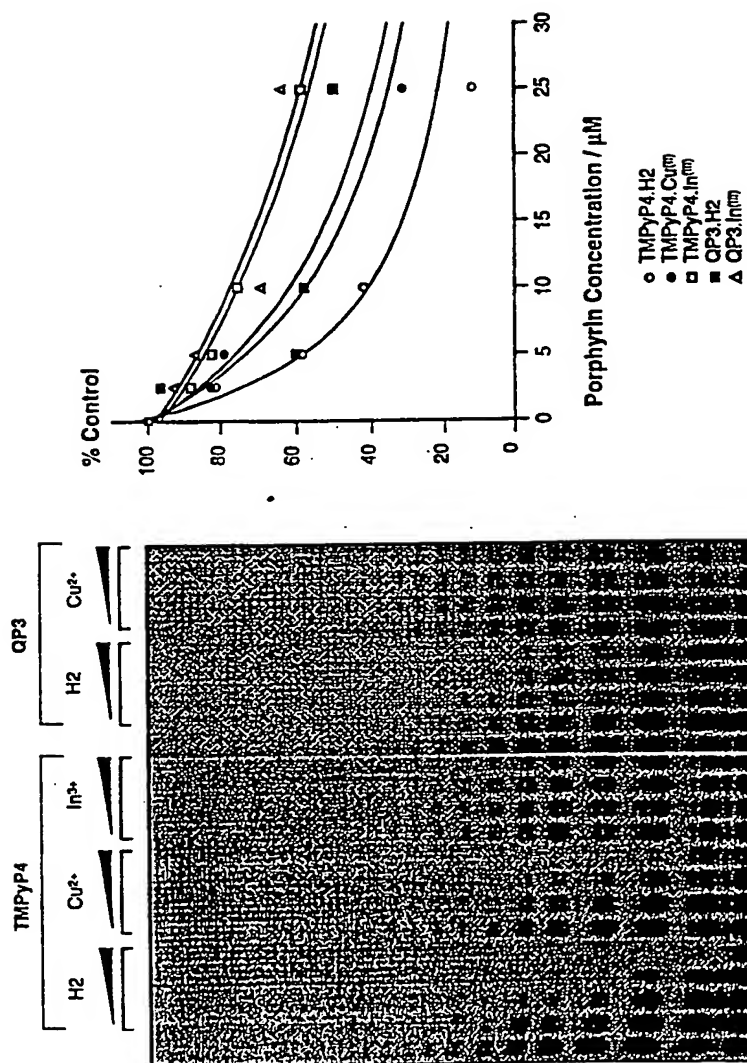 TMPyP4
QP3
H2
Cu²⁺
In³⁺
H2
Cu²⁺
% Control
100
80
60
40
20
0
0
5
10
15
20
25
30
Porphyrin Concentration / μM
○ TMPyP4.H2
● TMPyP4.Cu(II)
□ TMPyP4.In(III)
■ QP3.H2
△ QP3.In(III)